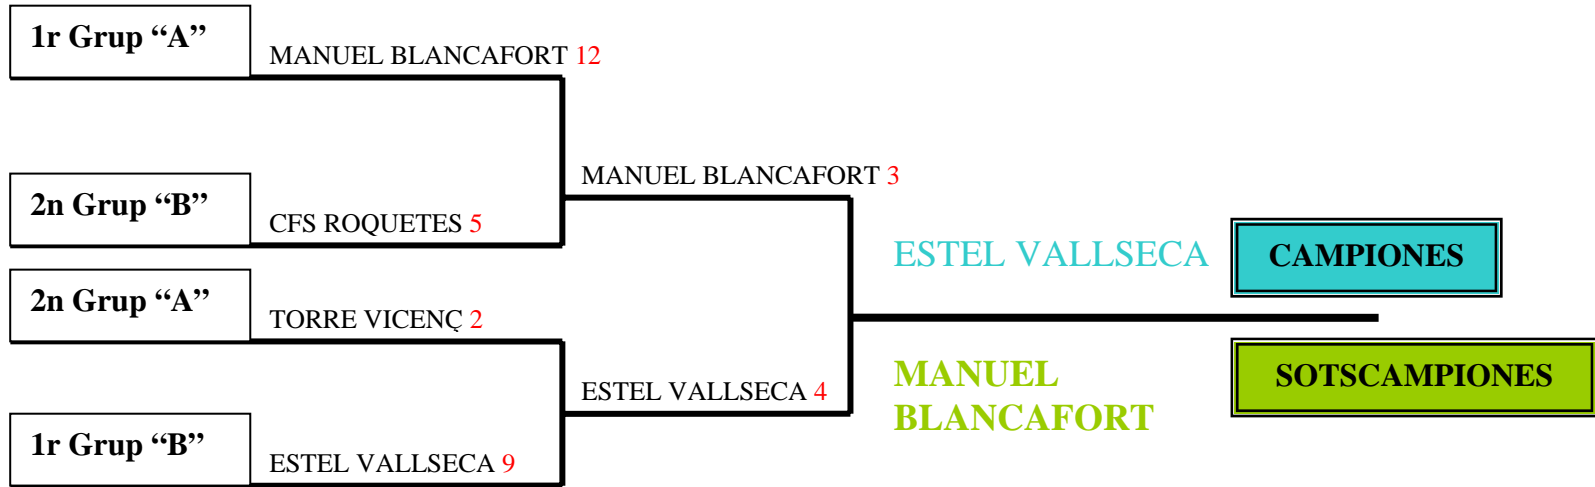 1r Grup “A”
MANUEL BLANCAFORT 12
MANUEL BLANCAFORT 3
2n Grup “B”
CFS ROQUETES 5
ESTEL VALLSECA
CAMPIONES
2n Grup “A”
TORRE VICENÇ 2
MANUEL
BLANCAFORT
SOTSCAMPIONES
ESTEL VALLSECA 4
1r Grup “B”
ESTEL VALLSECA 9